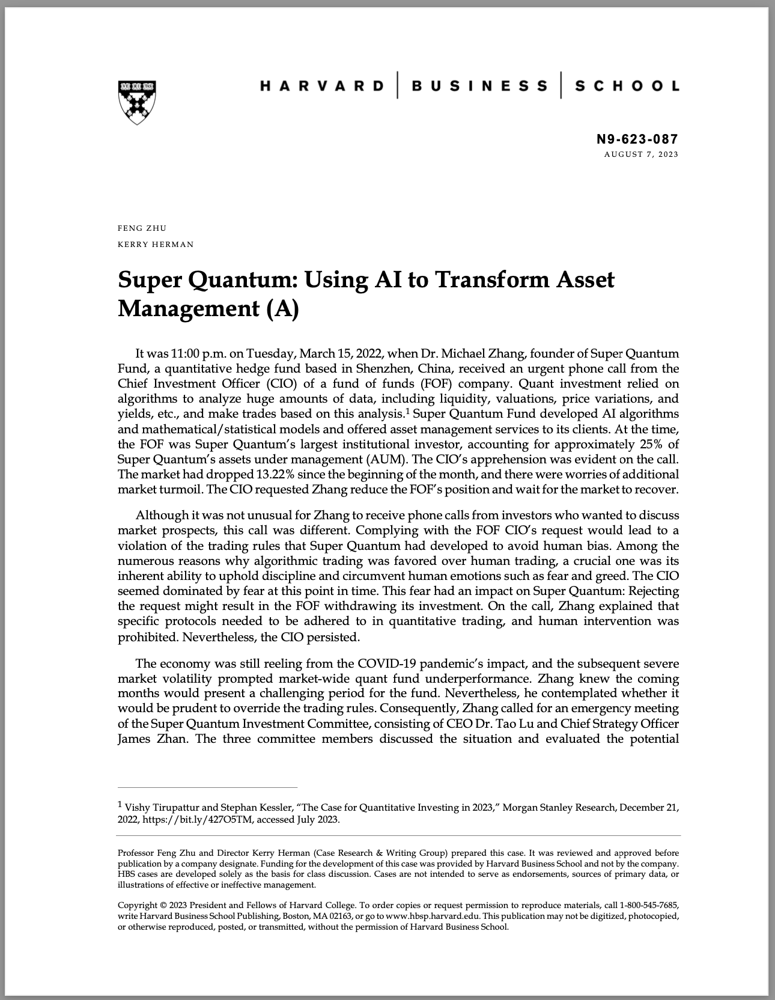 HARVARD | BUSINESS | SCHOOL
N9-623-087
AUGUST 7, 2023
FENG ZHU
KERRY HERMAN
Super Quantum: Using AI to Transform Asset
Management (A)
It was 11:00 p.m. on Tuesday, March 15, 2022, when Dr. Michael Zhang, founder of Super Quantum
Fund, a quantitative hedge fund based in Shenzhen, China, received an urgent phone call from the
Chief Investment Officer (CIO) of a fund of funds (FOF) company. Quant investment relied on
algorithms to analyze huge amounts of data, including liquidity, valuations, price variations, and
yields, etc., and make trades based on this analysis.¹ Super Quantum Fund developed AI algorithms
and mathematical/statistical models and offered asset management services to its clients. At the time,
the FOF was Super Quantum’s largest institutional investor, accounting for approximately 25% of
Super Quantum’s assets under management (AUM). The CIO’s apprehension was evident on the call.
The market had dropped 13.22% since the beginning of the month, and there were worries of additional
market turmoil. The CIO requested Zhang reduce the FOF’s position and wait for the market to recover.
Although it was not unusual for Zhang to receive phone calls from investors who wanted to discuss
market prospects, this call was different. Complying with the FOF CIO’s request would lead to a
violation of the trading rules that Super Quantum had developed to avoid human bias. Among the
numerous reasons why algorithmic trading was favored over human trading, a crucial one was its
inherent ability to uphold discipline and circumvent human emotions such as fear and greed. The CIO
seemed dominated by fear at this point in time. This fear had an impact on Super Quantum: Rejecting
the request might result in the FOF withdrawing its investment. On the call, Zhang explained that
specific protocols needed to be adhered to in quantitative trading, and human intervention was
prohibited. Nevertheless, the CIO persisted.
The economy was still reeling from the COVID-19 pandemic’s impact, and the subsequent severe
market volatility prompted market-wide quant fund underperformance. Zhang knew the coming
months would present a challenging period for the fund. Nevertheless, he contemplated whether it
would be prudent to override the trading rules. Consequently, Zhang called for an emergency meeting
of the Super Quantum Investment Committee, consisting of CEO Dr. Tao Lu and Chief Strategy Officer
James Zhan. The three committee members discussed the situation and evaluated the potential
¹ Vishy Tirupattur and Stephan Kessler, “The Case for Quantitative Investing in 2023,” Morgan Stanley Research, December 21,
2022, https://bit.ly/427O5TM, accessed July 2023.
Professor Feng Zhu and Director Kerry Herman (Case Research & Writing Group) prepared this case. It was reviewed and approved before
publication by a company designate. Funding for the development of this case was provided by Harvard Business School and not by the company.
HBS cases are developed solely as the basis for class discussion. Cases are not intended to serve as endorsements, sources of primary data, or
illustrations of effective or ineffective management.
Copyright © 2023 President and Fellows of Harvard College. To order copies or request permission to reproduce materials, call 1-800-545-7685,
write Harvard Business School Publishing, Boston, MA 02163, or go to www.hbsp.harvard.edu. This publication may not be digitized, photocopied,
or otherwise reproduced, posted, or transmitted, without the permission of Harvard Business School.